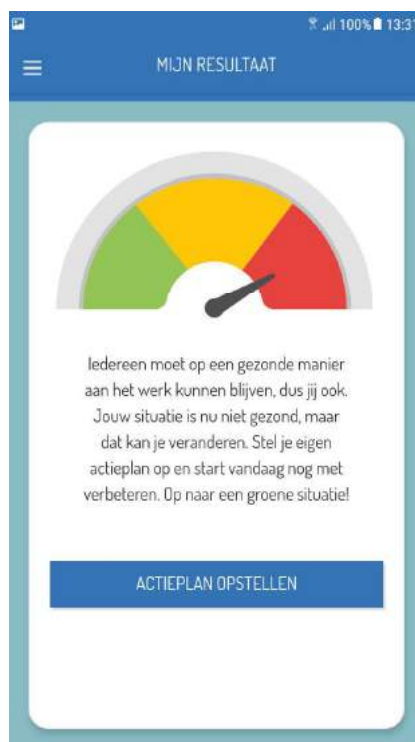 100% 13:31
MIJN RESULTAAT
Iedereen moet op een gezonde manier
aan het werk kunnen blijven, dus jij ook.
Jouw situatie is nu niet gezond, maar
dat kan je veranderen. Stel je eigen
actieplan op en start vandaag nog met
verbeteren. Op naar een groene situatie!
ACTIEPLAN OPSTELLEN